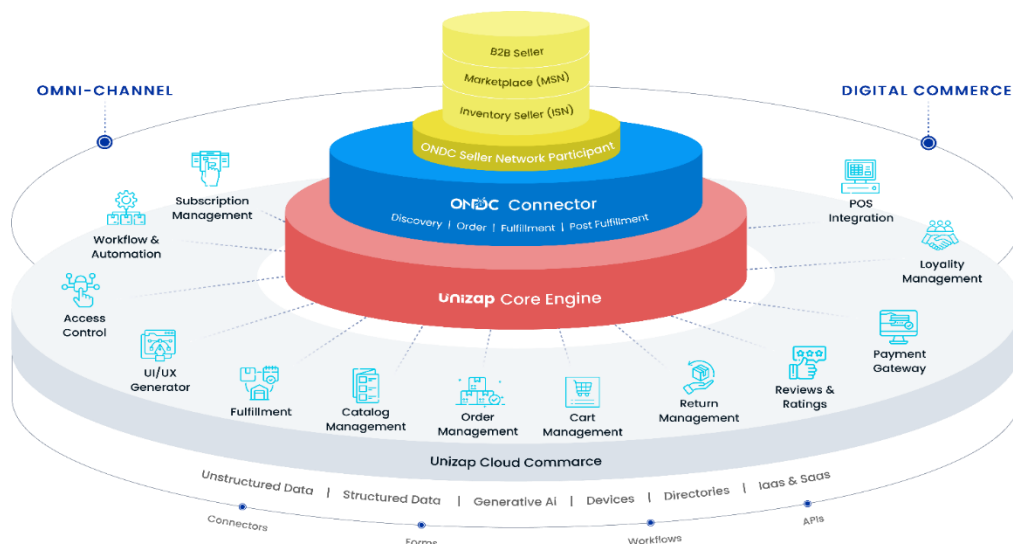 B2B Seller
Marketplace (MSN)
Inventory Seller (ISN)
ONDC Seller Network Participant
OMNI-CHANNEL
DIGITAL COMMERCE
ONDC Connector
Discovery | Order | Fulfillment | Post Fulfillment
Unizap Core Engine
Subscription
Management
Workflow &
Automation
Access
Control
UI/UX
Generator
Fulfillment
Catalog
Management
Order
Management
Cart
Management
Return
Management
Reviews &
Ratings
Payment
Gateway
Loyality
Management
POS
Integration
Unizap Cloud Commarce
Unstructured Data | Structured Data | Generative Ai | Devices | Directories | Iaas & Saas
Connectors
Forms
Workflows
APIs